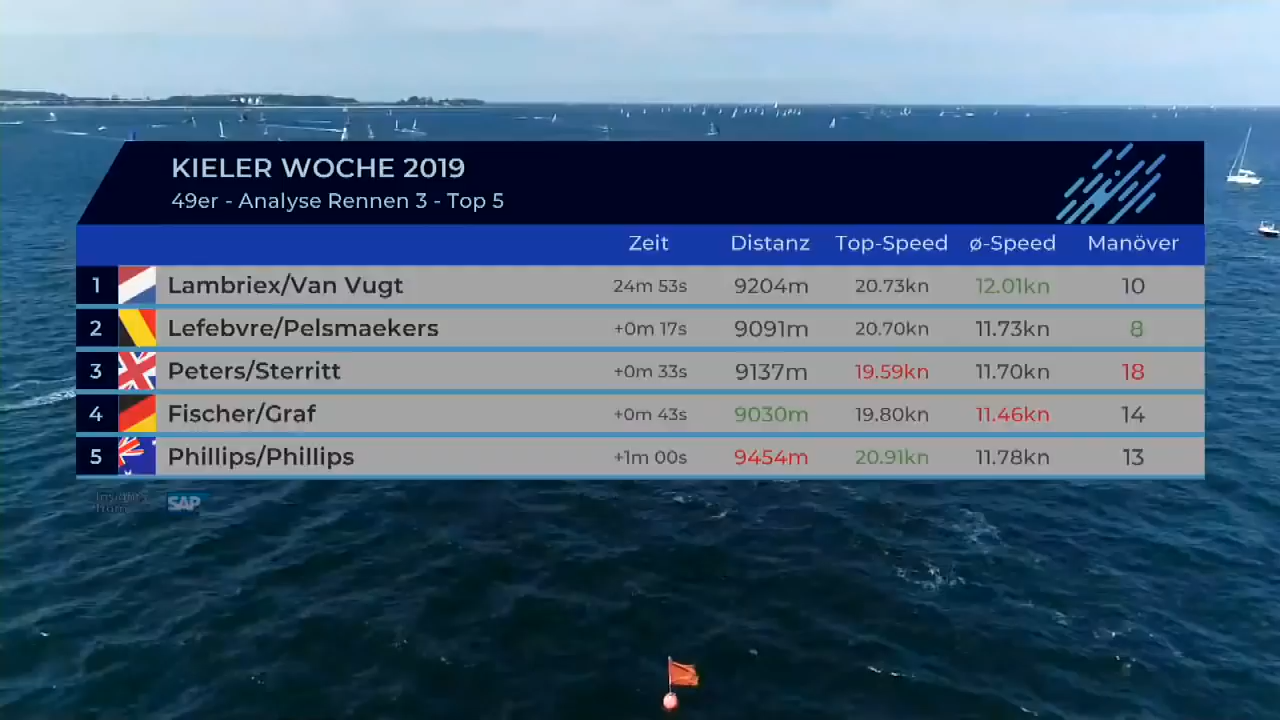 KIELER WOCHE 2019
49er - Analyse Rennen 3 - Top 5
Zeit Distanz Top-Speed ø-Speed Manöver
1 Lambriex/Van Vugt 24m 53s 9204m 20.73kn 12.01kn 10
2 Lefebvre/Pelsmaekers +0m 17s 9091m 20.70kn 11.73kn 8
3 Peters/Sterritt +0m 33s 9137m 19.59kn 11.70kn 18
4 Fischer/Graf +0m 43s 9030m 19.80kn 11.46kn 14
5 Phillips/Phillips +1m 00s 9454m 20.91kn 11.78kn 13
Insights
from SAP